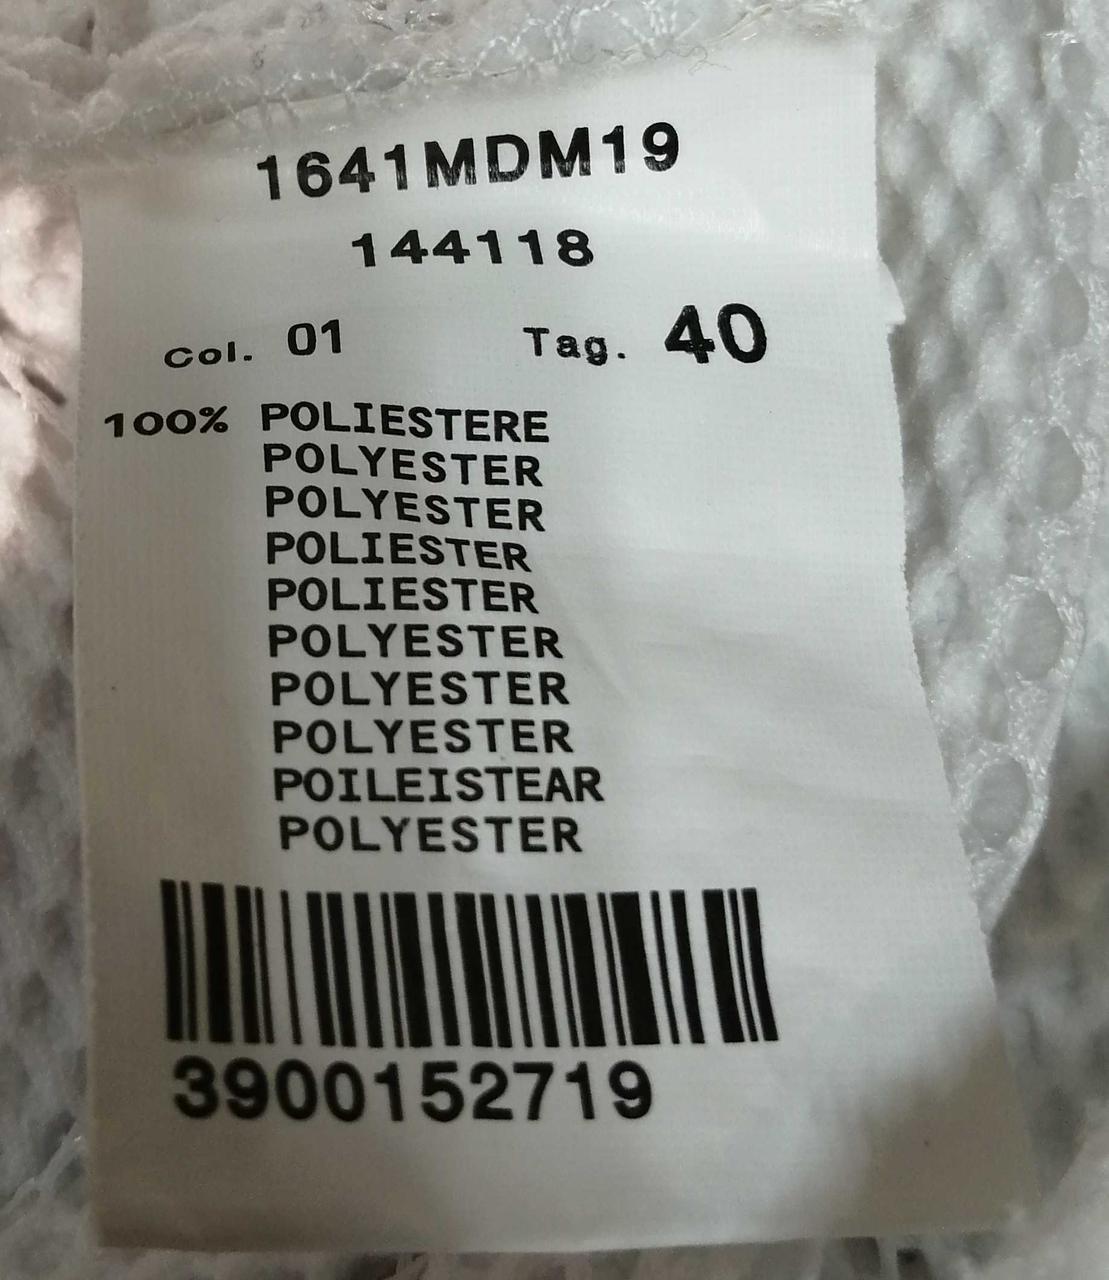 1641MDM19
144118
Col. 01 Tag. 40
100% POLIESTERE
POLYESTER
POLYESTER
POLIESTER
POLIESTER
POLYESTER
POLYESTER
POLYESTER
POILEISTEAR
POLYESTER
3900152719